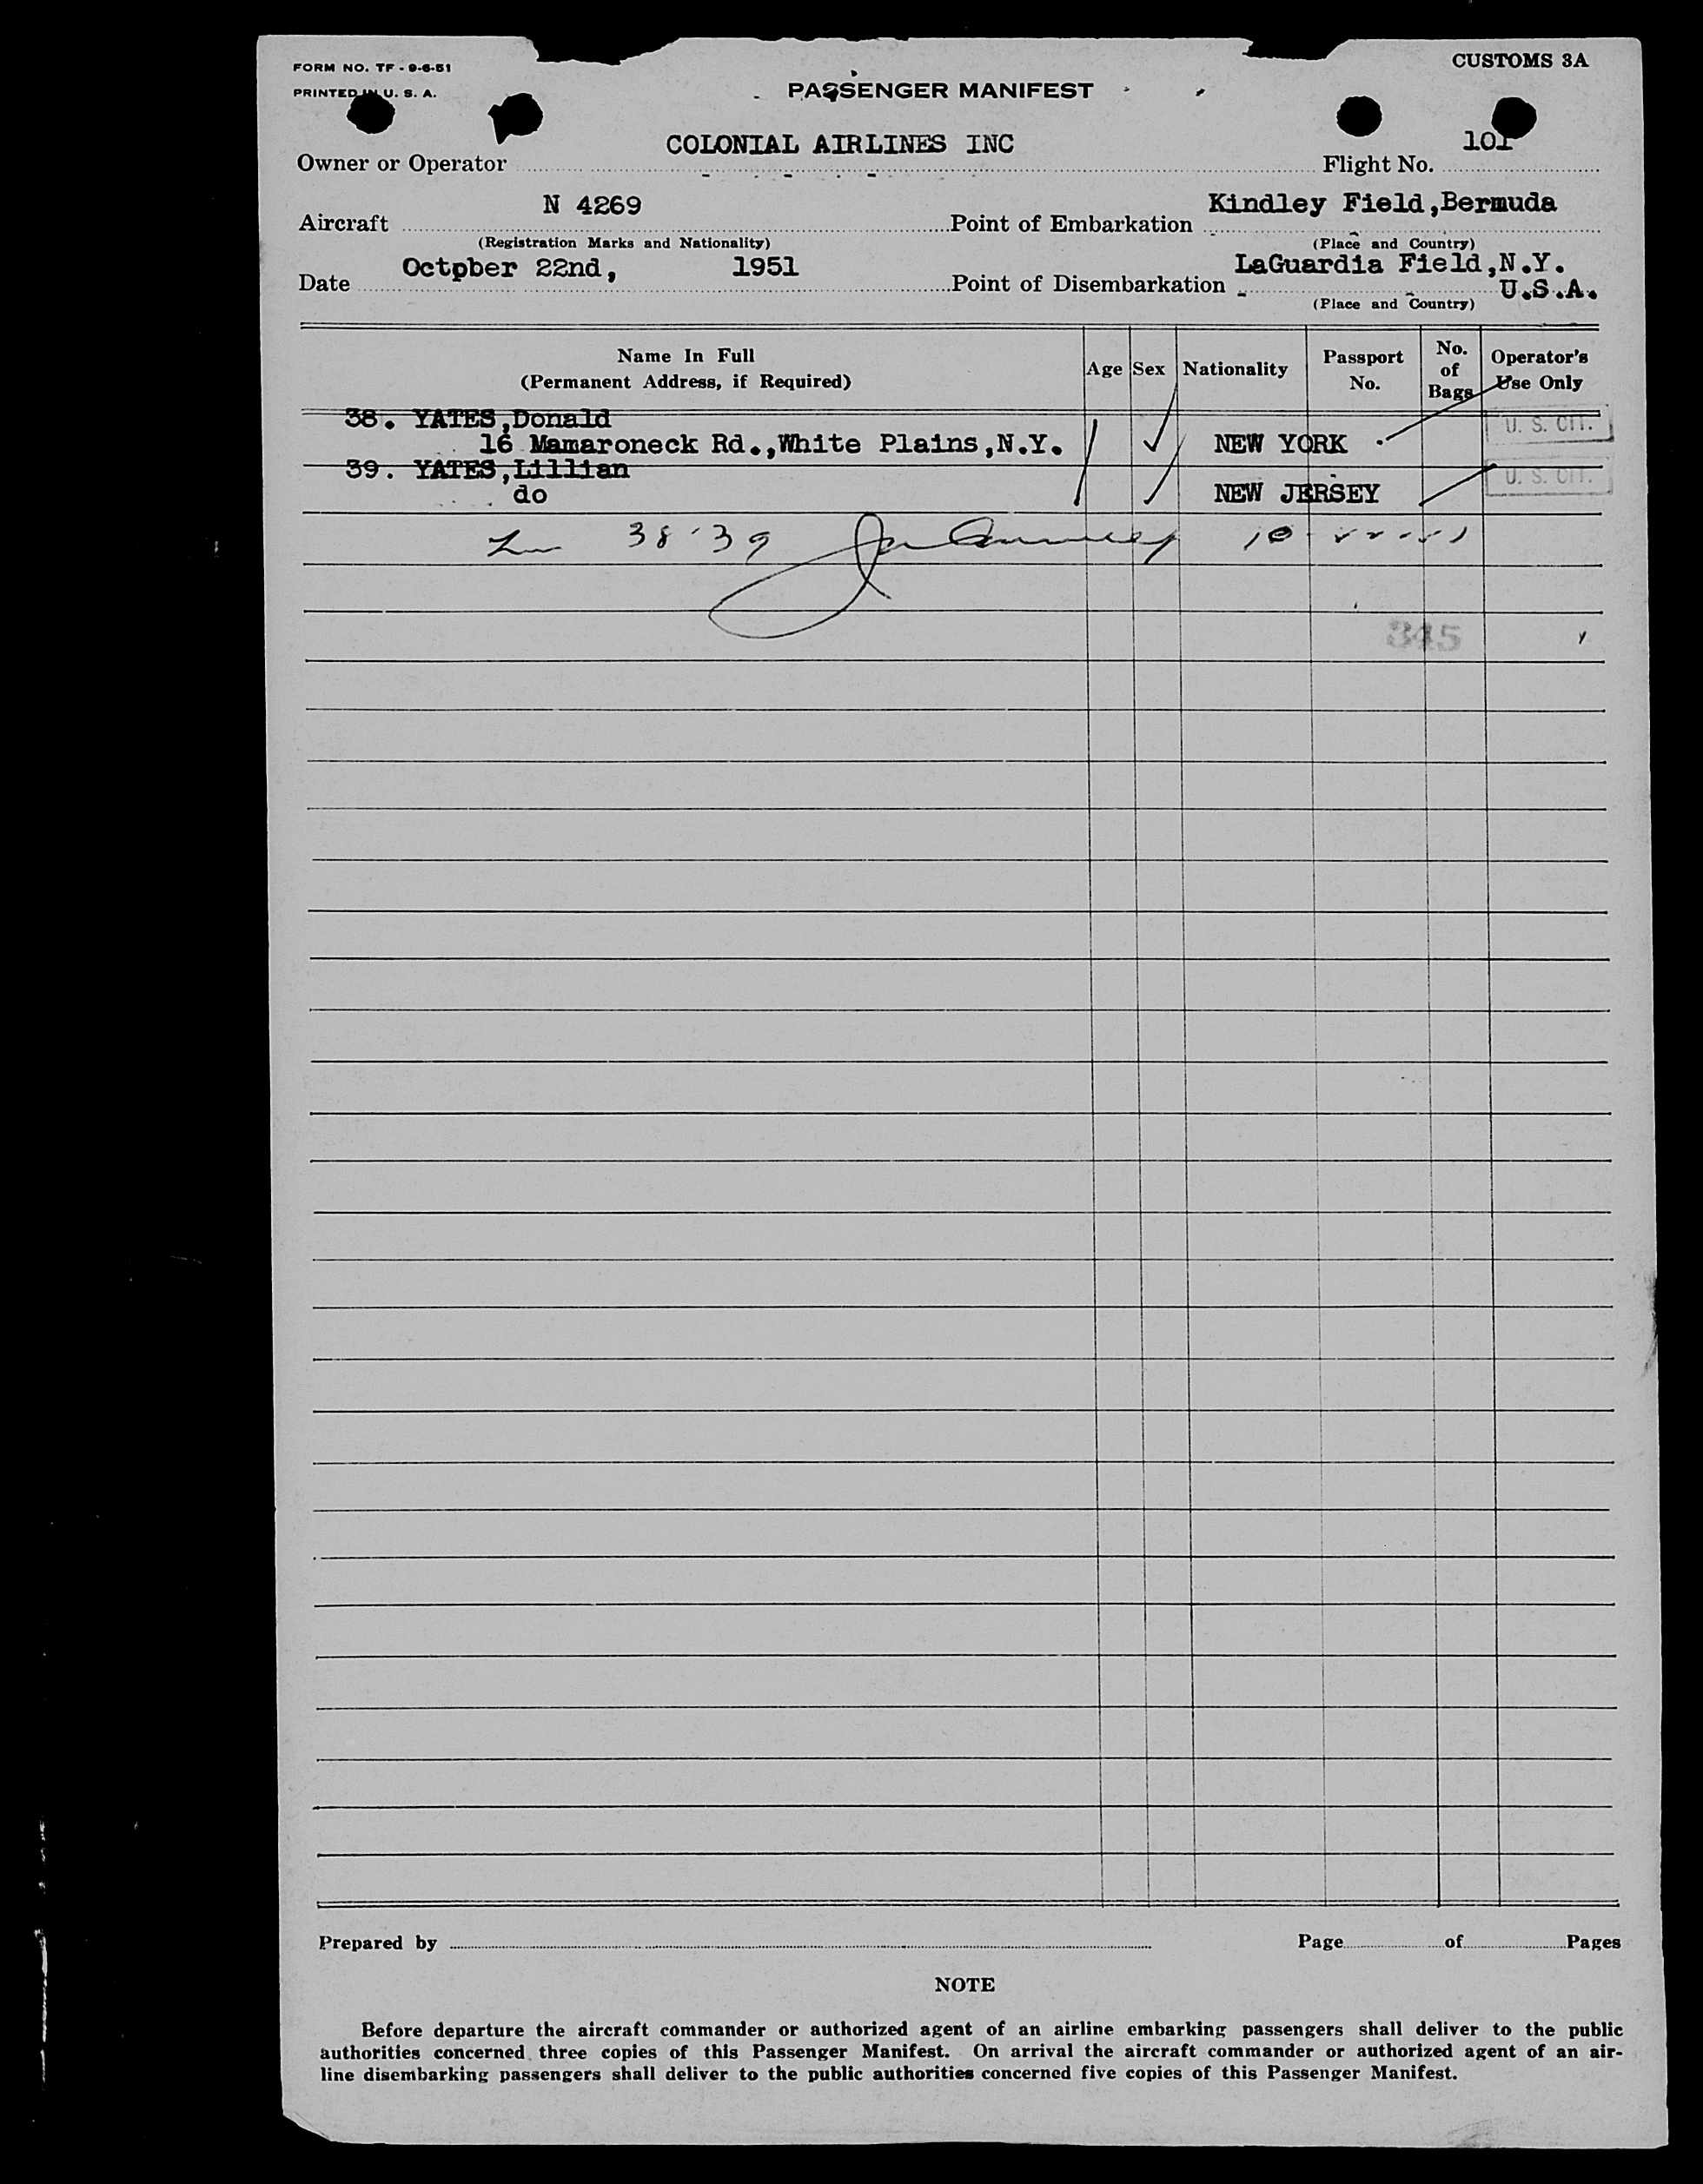 FORM NO. TF - 9-6-51
CUSTOMS 3A
PRINTED IN U. S. A.
PASSENGER MANIFEST
COLONIAL AIRLINES INC
101
Owner or Operator
Flight No.
N 4269
Kindley Field,Bermuda
Aircraft
Point of Embarkation
(Registration Marks and Nationality)
(Place and Country)
Octpber 22nd, 1951
LaGuardia Field,N.Y.
Date
Point of Disembarkation
U.S.A.
(Place and Country)
Name In Full
(Permanent Address, if Required)
Age
Sex
Nationality
Passport
No.
No.
of
Bags
Operator's
Use Only
38. YATES,Donald
U. S. CIT.
16 Mamaroneck Rd.,White Plains,N.Y.
NEW YORK
39. YATES,Lillian
U. S. CIT.
do
NEW JERSEY
38-39
345
Prepared by
Page of Pages
NOTE
Before departure the aircraft commander or authorized agent of an airline embarking passengers shall deliver to the public
authorities concerned three copies of this Passenger Manifest. On arrival the aircraft commander or authorized agent of an air-
line disembarking passengers shall deliver to the public authorities concerned five copies of this Passenger Manifest.